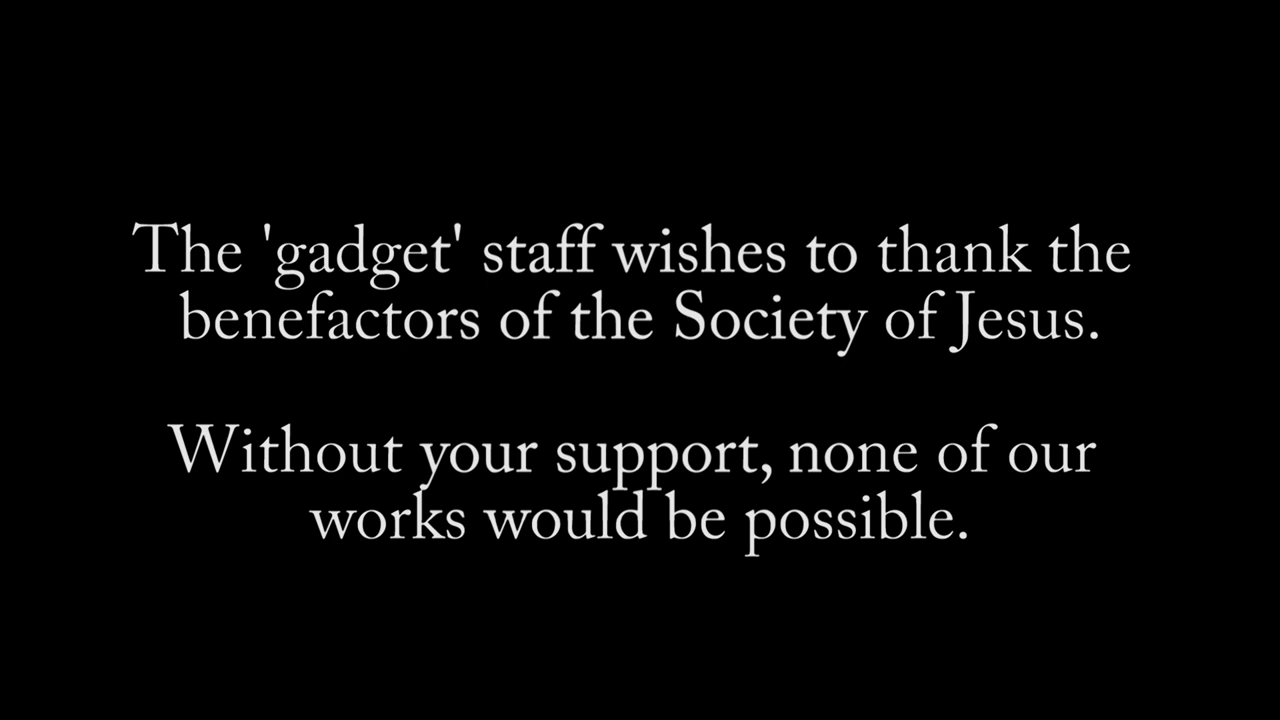 The 'gadget' staff wishes to thank the
benefactors of the Society of Jesus.
Without your support, none of our
works would be possible.